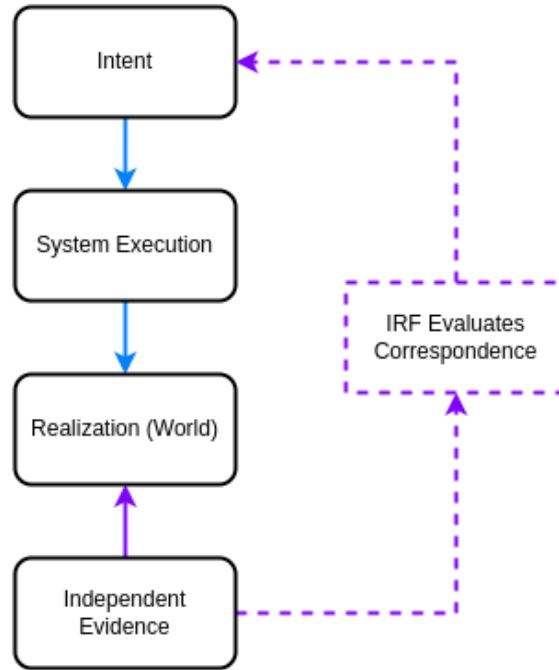 Intent
System Execution
IRF Evaluates
Correspondence
Realization (World)
Independent
Evidence